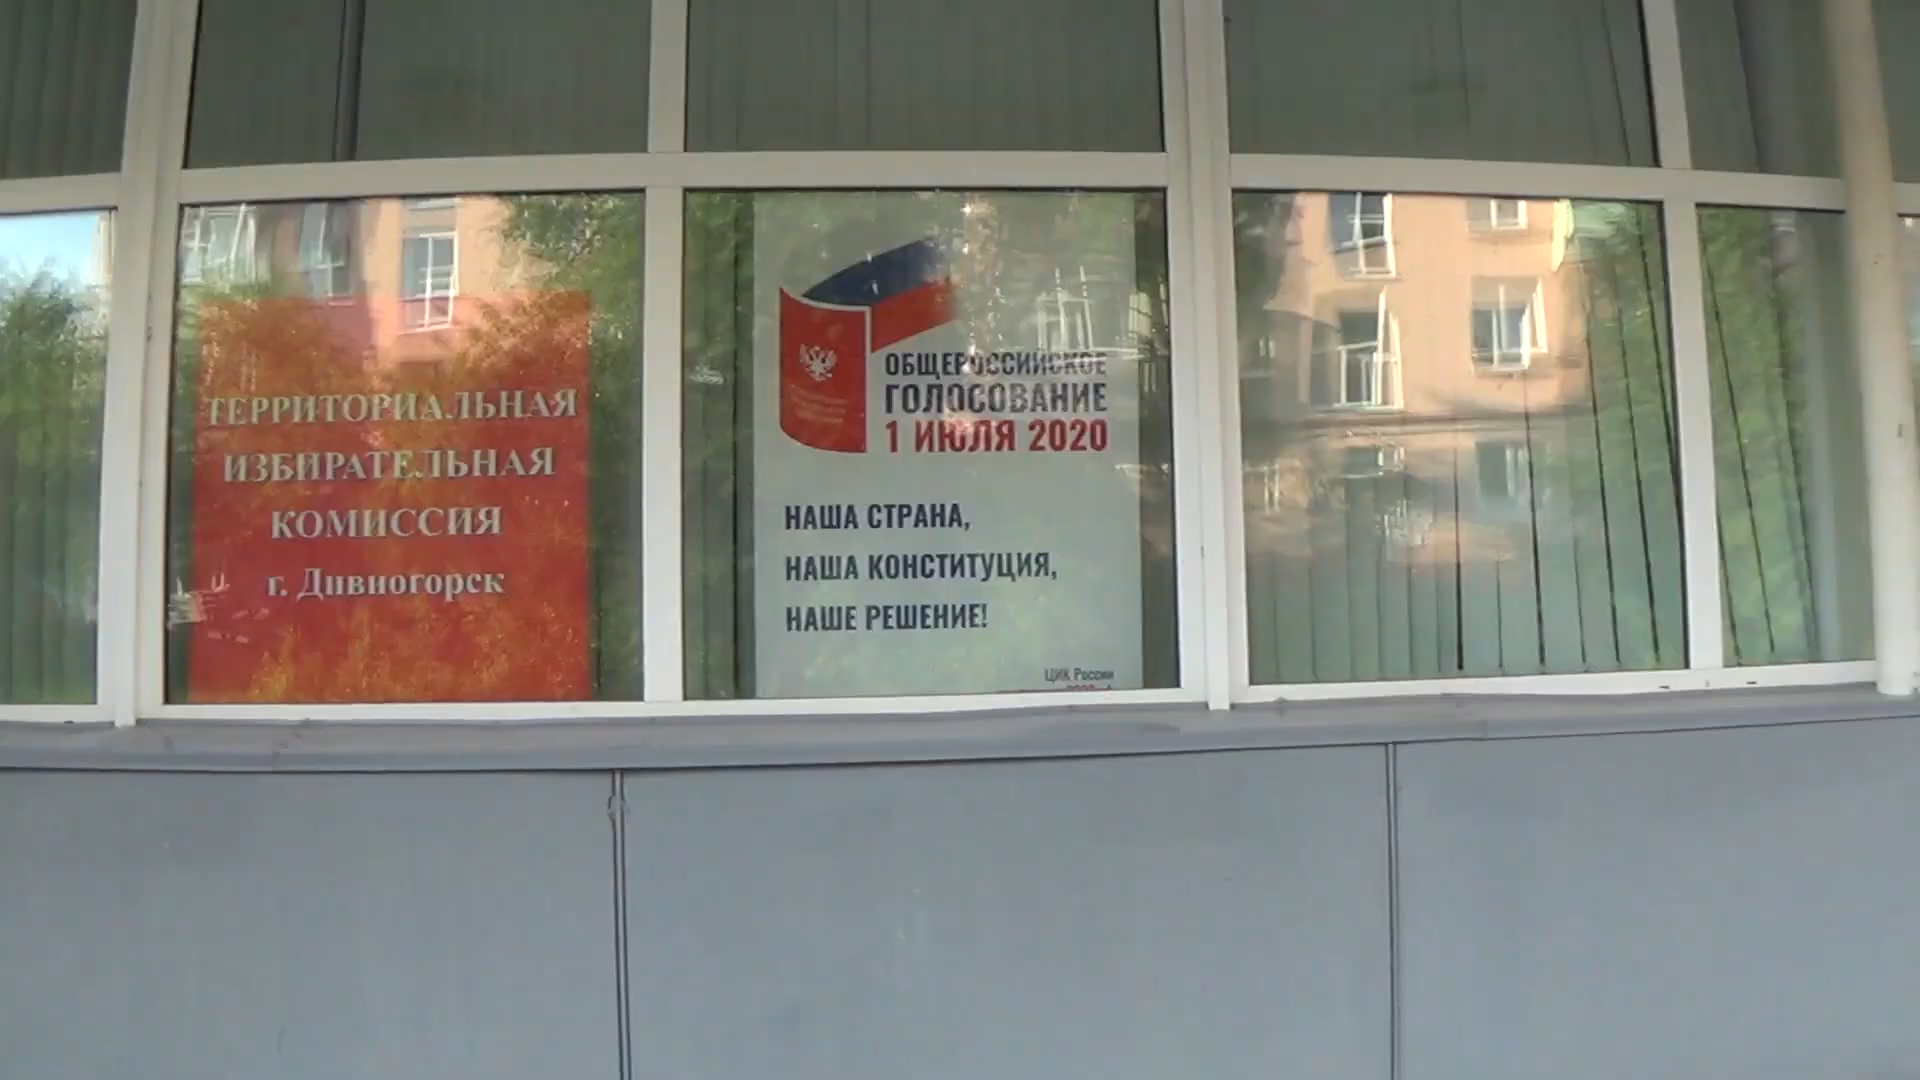 ТЕРРИТОРИАЛЬНАЯ
ИЗБИРАТЕЛЬНАЯ
КОМИССИЯ
г. Дивногорск
ОБЩЕРОССИЙСКОЕ
ГОЛОСОВАНИЕ
1 ИЮЛЯ 2020
НАША СТРАНА,
НАША КОНСТИТУЦИЯ,
НАШЕ РЕШЕНИЕ!
ЦИК России